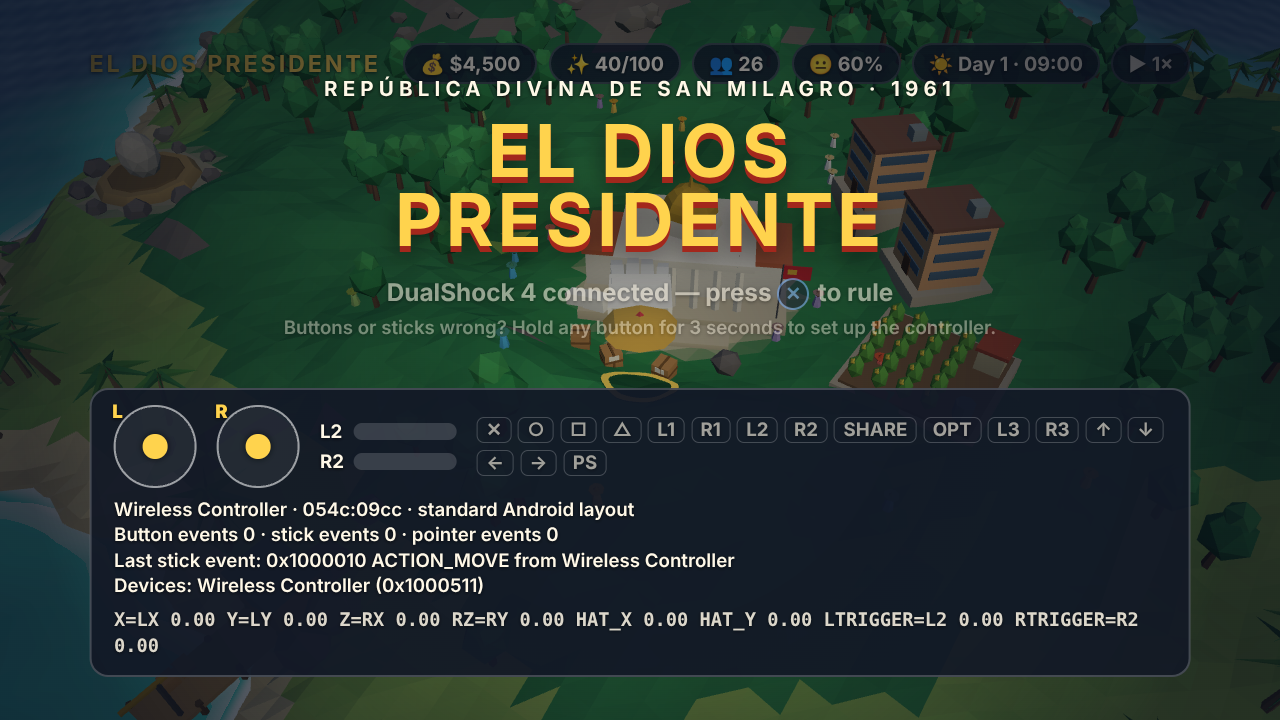 EL DIOS PRESIDENTE 💰 $4,500 ✨ 40/100 👥 26 😐 60% ☀️ Day 1 · 09:00 ▶ 1×
REPÚBLICA DIVINA DE SAN MILAGRO · 1961
EL DIOS
PRESIDENTE
DualShock 4 connected — press ✕ to rule
Buttons or sticks wrong? Hold any button for 3 seconds to set up the controller.
L R L2 ✕ ○ □ △ L1 R1 L2 R2 SHARE OPT L3 R3 ↑ ↓
R2 ← → PS
Wireless Controller · 054c:09cc · standard Android layout
Button events 0 · stick events 0 · pointer events 0
Last stick event: 0x1000010 ACTION_MOVE from Wireless Controller
Devices: Wireless Controller (0x1000511)
X=LX 0.00 Y=LY 0.00 Z=RX 0.00 RZ=RY 0.00 HAT_X 0.00 HAT_Y 0.00 LTRIGGER=L2 0.00 RTRIGGER=R2
0.00